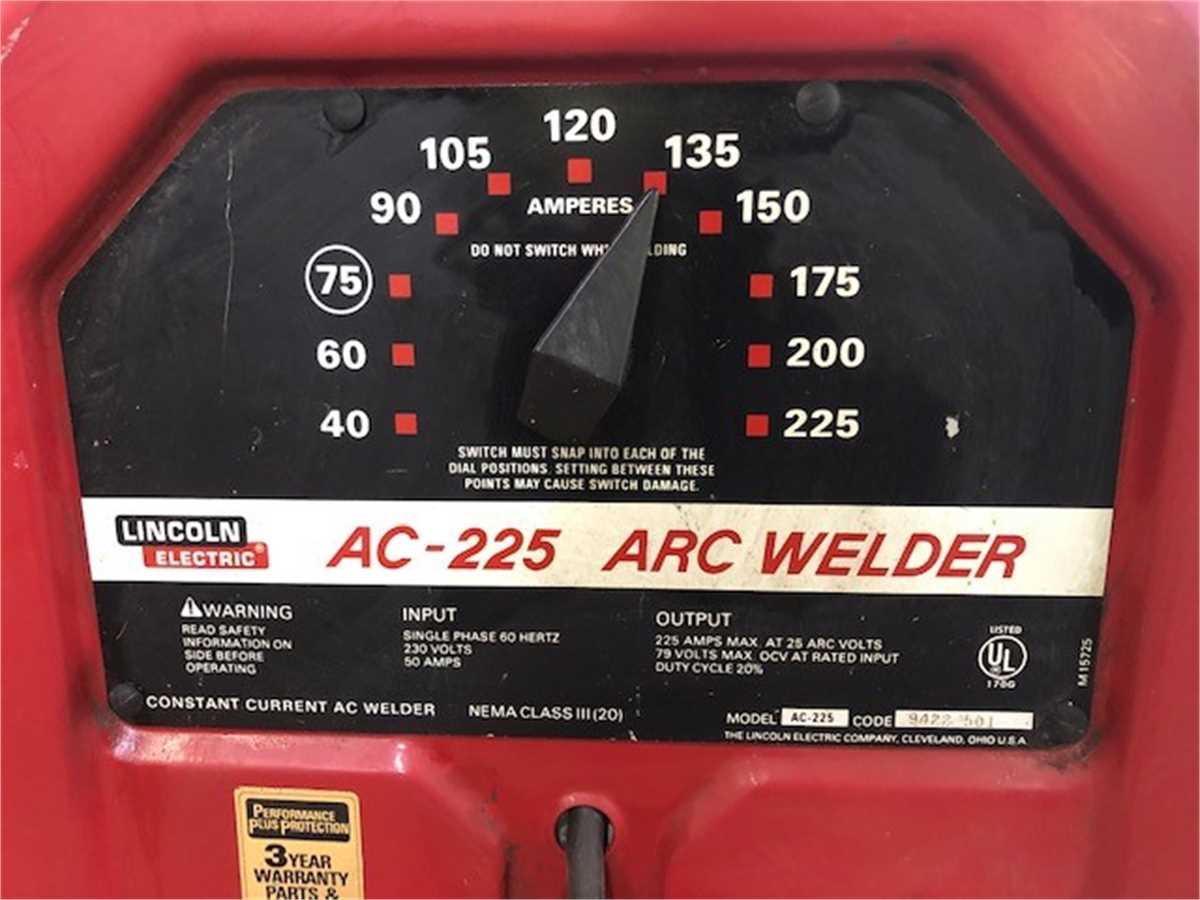 120
105
135
90
AMPERES
150
DO NOT SWITCH WH LDING
75
175
60
200
40
225
SWITCH MUST SNAP INTO EACH OF THE
DIAL POSITIONS. SETTING BETWEEN THESE
POINTS MAY CAUSE SWITCH DAMAGE.
LINCOLN
ELECTRIC
AC-225 ARC WELDER
WARNING
READ SAFETY
INFORMATION ON
SIDE BEFORE
OPERATING
INPUT
SINGLE PHASE 60 HERTZ
230 VOLTS
50 AMPS
OUTPUT
225 AMPS MAX. AT 25 ARC VOLTS
79 VOLTS MAX. OCV AT RATED INPUT
DUTY CYCLE 20%
LISTED
UL
170G
M15725
CONSTANT CURRENT AC WELDER
NEMA CLASS III (20)
MODEL AC-225 CODE 9422 501
THE LINCOLN ELECTRIC COMPANY, CLEVELAND, OHIO U.S.A.
PERFORMANCE
PLUS PROTECTION
3 YEAR
WARRANTY
PARTS &